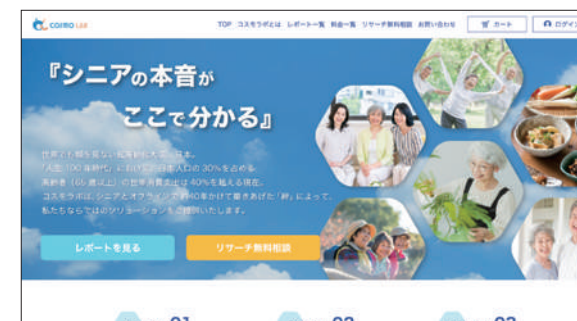 COSMO LAB
TOP コスモラボとは レポート一覧 料金一覧 リサーチ無料相談 お問い合わせ カート ログイン
『シニアの本音が
ここで分かる』
世界でも類を見ない超高齢化大国、日本。
「人生100年時代」における日本人口の30%を占める
高齢者（65歳以上）の世帯消費支出は40%を超える現在。
コスモラボは、シニアとオフラインで約40年かけて築きあげた「絆」によって、
私たちならではのソリューションをご提供いたします。
レポートを見る リサーチ無料相談
01 02 03